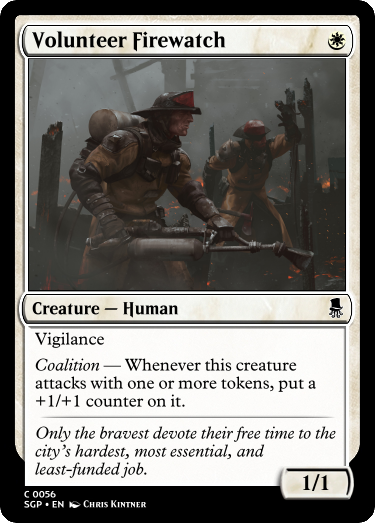 Volunteer Firewatch
Creature — Human
Vigilance
Coalition — Whenever this creature
attacks with one or more tokens, put a
+1/+1 counter on it.
Only the bravest devote their free time to the
city's hardest, most essential, and
least-funded job.
1/1
C 0056
SGP • EN Chris Kintner